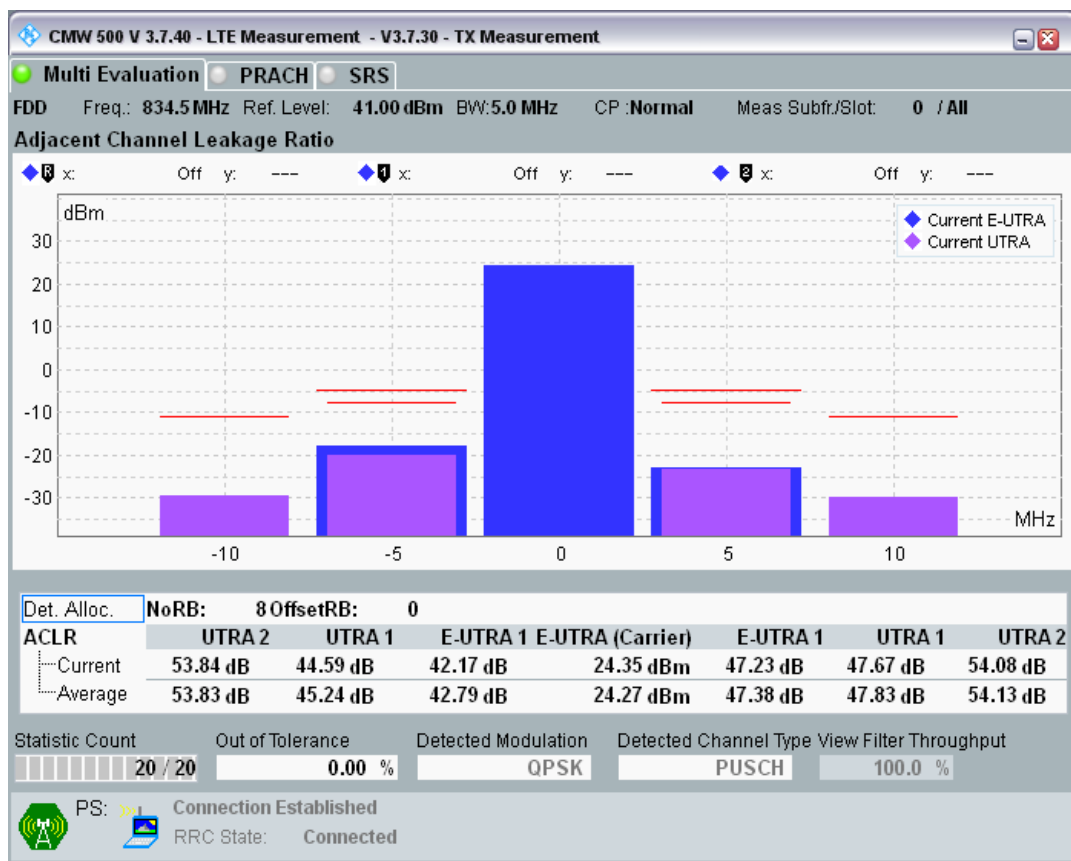 CMW 500 V 3.7.40 - LTE Measurement - V3.7.30 - TX Measurement
Multi Evaluation PRACH SRS
FDD Freq.: 834.5 MHz Ref. Level: 41.00 dBm BW:5.0 MHz CP :Normal Meas Subfr./Slot: 0 / All
Adjacent Channel Leakage Ratio
R x: Off y: --- 1 x: Off y: --- 2 x: Off y: ---
dBm
Current E-UTRA
Current UTRA
30
20
10
0
-10
-20
-30
MHz
-10 -5 0 5 10
Det. Alloc. NoRB: 8 OffsetRB: 0
ACLR UTRA 2 UTRA 1 E-UTRA 1 E-UTRA (Carrier) E-UTRA 1 UTRA 1 UTRA 2
Current 53.84 dB 44.59 dB 42.17 dB 24.35 dBm 47.23 dB 47.67 dB 54.08 dB
Average 53.83 dB 45.24 dB 42.79 dB 24.27 dBm 47.38 dB 47.83 dB 54.13 dB
Statistic Count Out of Tolerance Detected Modulation Detected Channel Type View Filter Throughput
20 / 20 0.00 % QPSK PUSCH 100.0 %
PS: Connection Established
RRC State: Connected